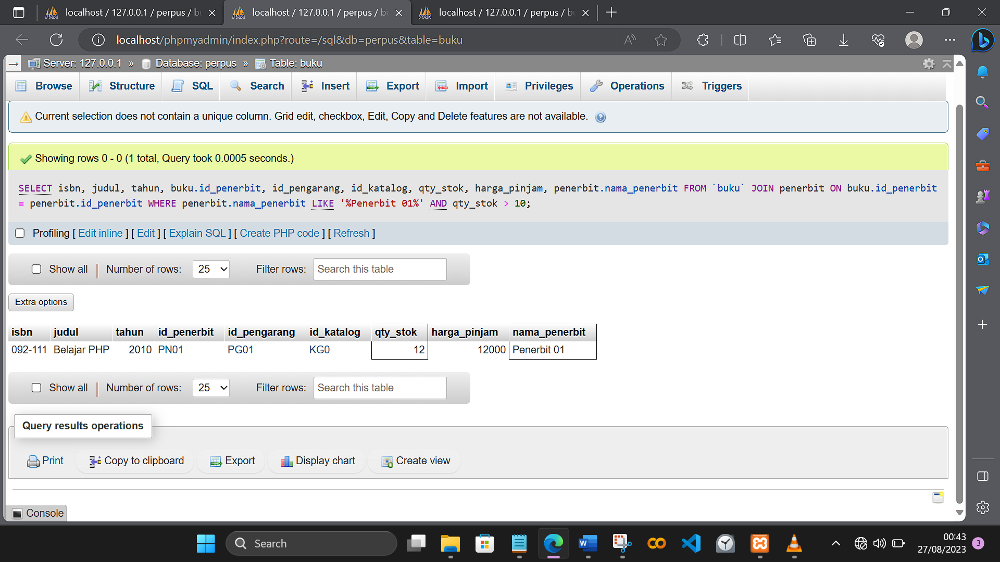 localhost / 127.0.0.1 / perpus / bu
localhost / 127.0.0.1 / perpus / bu
localhost / 127.0.0.1 / perpus / bu
localhost/phpmyadmin/index.php?route=/sql&db=perpus&table=buku
Server: 127.0.0.1 » Database: perpus » Table: buku
Browse Structure SQL Search Insert Export Import Privileges Operations Triggers
Current selection does not contain a unique column. Grid edit, checkbox, Edit, Copy and Delete features are not available.
Showing rows 0 - 0 (1 total, Query took 0.0005 seconds.)
SELECT isbn, judul, tahun, buku.id_penerbit, id_pengarang, id_katalog, qty_stok, harga_pinjam, penerbit.nama_penerbit FROM `buku` JOIN penerbit ON buku.id_penerbit
= penerbit.id_penerbit WHERE penerbit.nama_penerbit LIKE '%Penerbit 01%' AND qty_stok > 10;
Profiling [ Edit inline ] [ Edit ] [ Explain SQL ] [ Create PHP code ] [ Refresh ]
Show all | Number of rows: 25 Filter rows: Search this table
Extra options
isbn judul tahun id_penerbit id_pengarang id_katalog qty_stok harga_pinjam nama_penerbit
092-111 Belajar PHP 2010 PN01 PG01 KG0 12 12000 Penerbit 01
Show all | Number of rows: 25 Filter rows: Search this table
Query results operations
Print Copy to clipboard Export Display chart Create view
Console
Search
00:43
27/08/2023
3